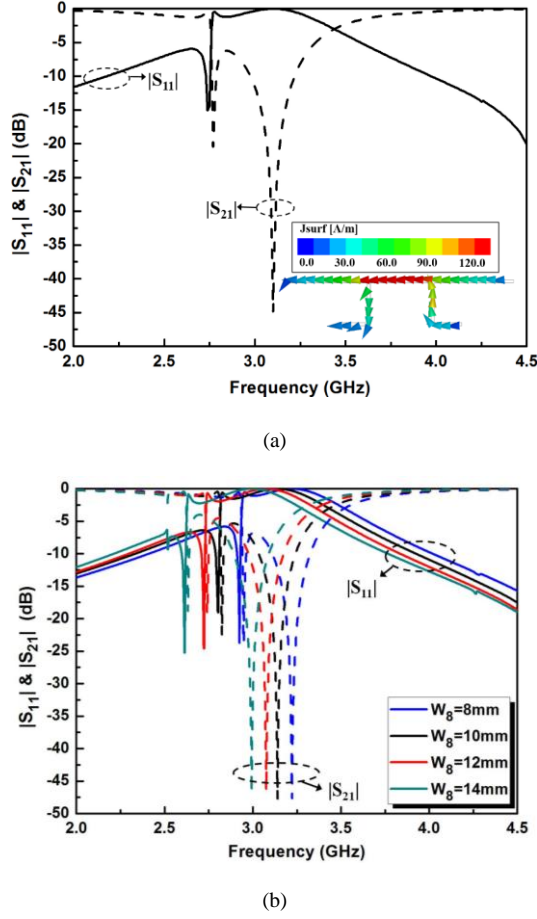 0
-5
-10
-15
-20
-25
-30
-35
-40
-45
-50
|S11| & |S21| (dB)
|S11|
|S21|
Jsurf [A/m]
0.0 30.0 60.0 90.0 120.0
2.0 2.5 3.0 3.5 4.0 4.5
Frequency (GHz)
(a)
0
-5
-10
-15
-20
-25
-30
-35
-40
-45
-50
|S11| & |S21| (dB)
|S11|
|S21|
W8=8mm
W8=10mm
W8=12mm
W8=14mm
2.0 2.5 3.0 3.5 4.0 4.5
Frequency (GHz)
(b)